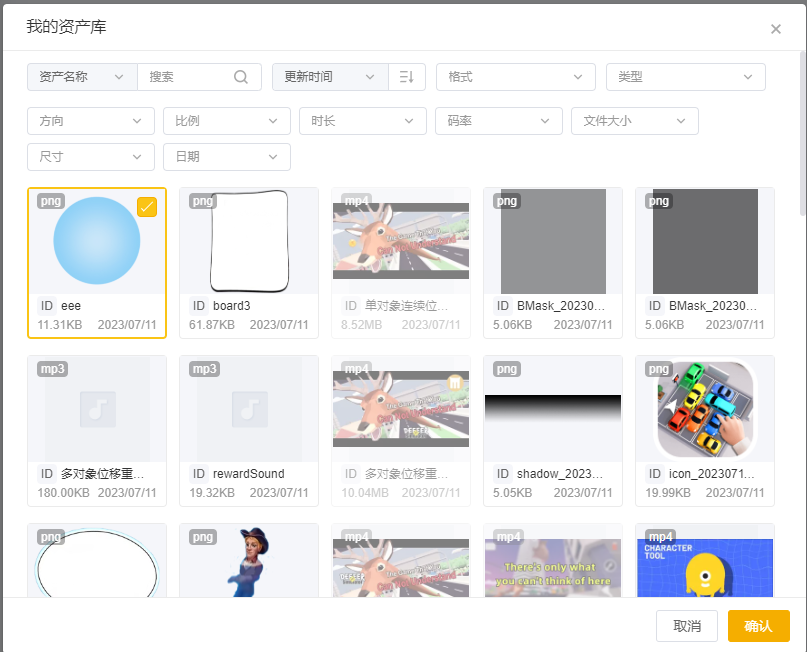 我的资产库
资产名称 搜索 更新时间 格式 类型
方向 比例 时长 码率 文件大小
尺寸 日期
png png mp4 png png
ID eee ID board3 ID 单对象连续位... ID BMask_20230... ID BMask_20230...
11.31KB 2023/07/11 61.87KB 2023/07/11 8.52MB 2023/07/11 5.06KB 2023/07/11 5.06KB 2023/07/11
mp3 mp3 mp4 png png
ID 多对象位移重... ID rewardSound ID 多对象位移重... ID shadow_2023... ID icon_2023071...
180.00KB 2023/07/11 19.32KB 2023/07/11 10.04MB 2023/07/11 5.05KB 2023/07/11 19.99KB 2023/07/11
png png mp4 mp4 mp4
CHARACTER
TOOL
There's only what
you can't think of here
取消 确认